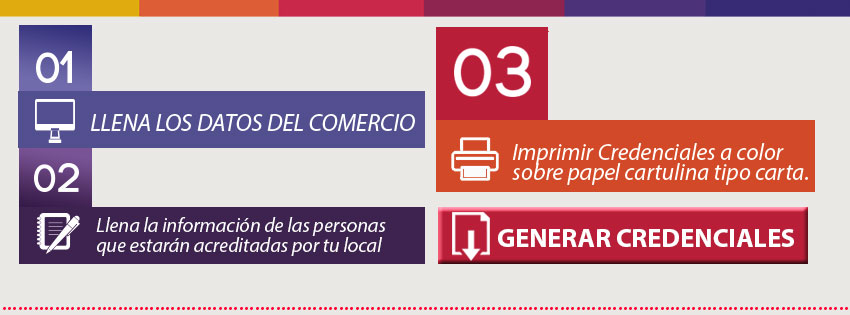 01
LLENA LOS DATOS DEL COMERCIO
02
Llena la información de las personas
que estarán acreditadas por tu local
03
Imprimir Credenciales a color
sobre papel cartulina tipo carta.
GENERAR CREDENCIALES